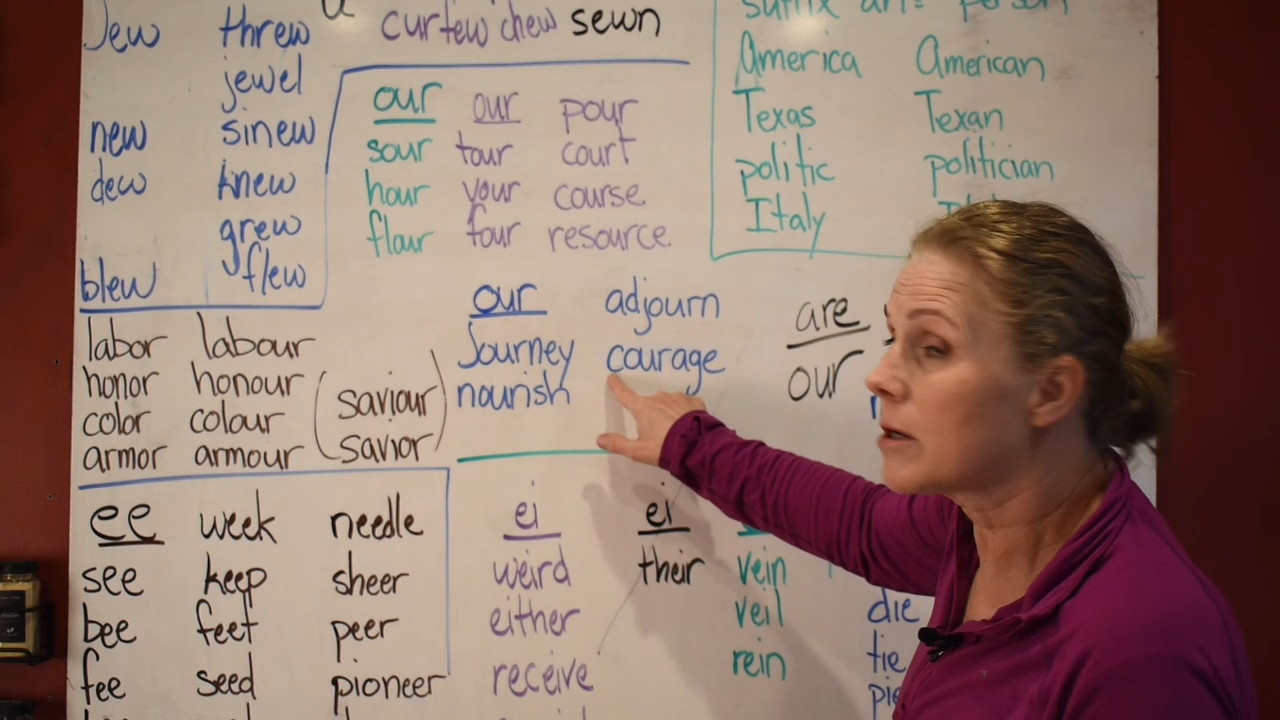 Jew threw
jewel
new sinew
dew knew
grew
blew flew
curfew chew sewn
our our pour
sour tour court
hour your course
flour four resource.
suffix an = person
America American
Texas Texan
politic politician
Italy
labor labour
honor honour
color colour
armor armour
saviour
savior
our adjourn
Journey courage
nourish
are
our
ee week needle
see keep sheer
bee feet peer
fee seed pioneer
ei
weird
either
receive
ei
their
vein
veil
rein
die
tie